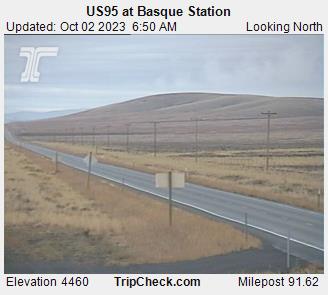 US95 at Basque Station
Updated: Oct 02 2023 6:50 AM Looking North
Elevation 4460 TripCheck.com Milepost 91.62